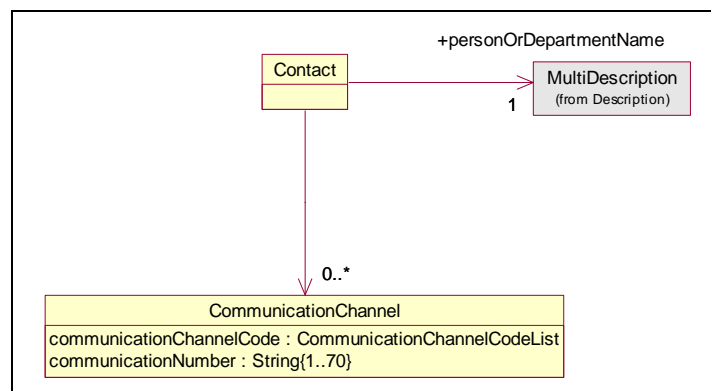 +personOrDepartmentName
Contact
MultiDescription
(from Description)
1
0..*
CommunicationChannel
communicationChannelCode : CommunicationChannelCodeList
communicationNumber : String{1..70}